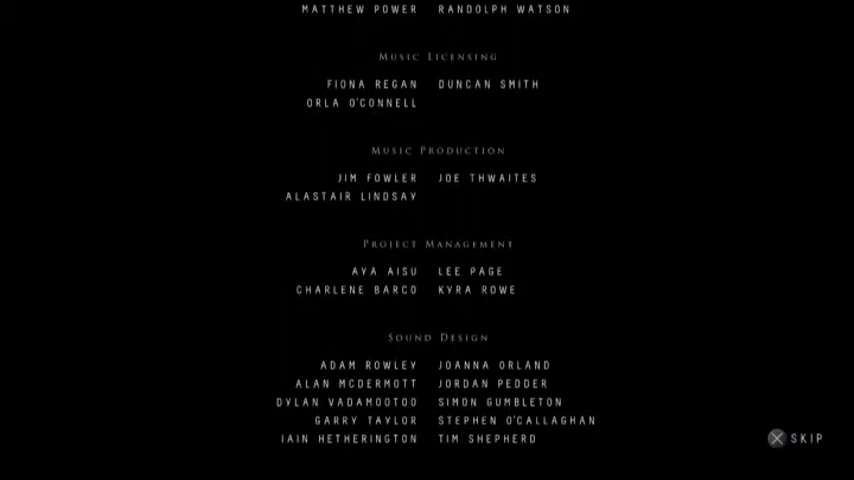 MATTHEW POWER RANDOLPH WATSON
MUSIC LICENSING
FIONA REGAN DUNCAN SMITH
ORLA O'CONNELL
MUSIC PRODUCTION
JIM FOWLER JOE THWAITES
ALASTAIR LINDSAY
PROJECT MANAGEMENT
AYA AISU LEE PAGE
CHARLENE BARCO KYRA ROWE
SOUND DESIGN
ADAM ROWLEY JOANNA ORLAND
ALAN MCDERMOTT JORDAN PEDDER
DYLAN VADAMOOTOO SIMON GUMBLETON
GARRY TAYLOR STEPHEN O'CALLAGHAN
IAIN HETHERINGTON TIM SHEPHERD
SKIP